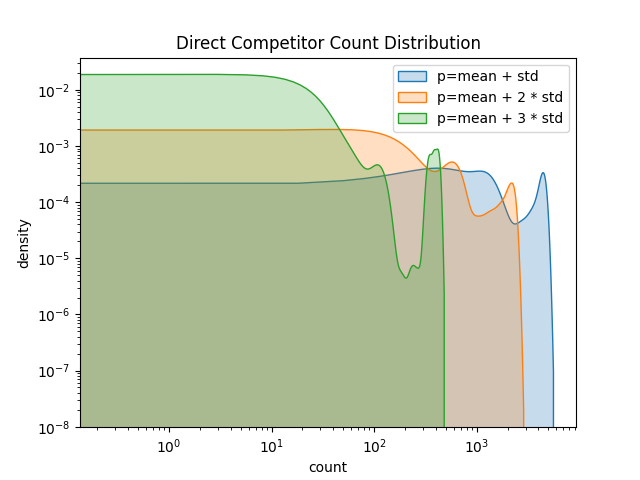 Direct Competitor Count Distribution
p=mean + std
p=mean + 2 * std
p=mean + 3 * std
density
10⁻²
10⁻³
10⁻⁴
10⁻⁵
10⁻⁶
10⁻⁷
10⁻⁸
10⁰ 10¹ 10² 10³
count